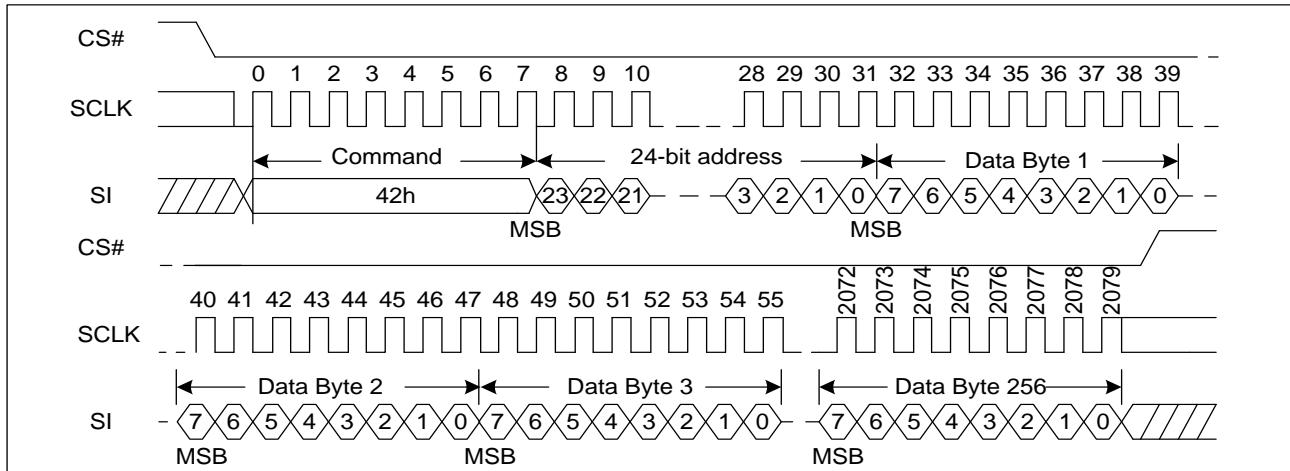 CS#
0 1 2 3 4 5 6 7 8 9 10 28 29 30 31 32 33 34 35 36 37 38 39
SCLK
Command 24-bit address Data Byte 1
SI 42h 23 22 21 3 2 1 0 7 6 5 4 3 2 1 0
MSB MSB
CS#
40 41 42 43 44 45 46 47 48 49 50 51 52 53 54 55 2072 2073 2074 2075 2076 2077 2078 2079
SCLK
Data Byte 2 Data Byte 3 Data Byte 256
SI 7 6 5 4 3 2 1 0 7 6 5 4 3 2 1 0 7 6 5 4 3 2 1 0
MSB MSB MSB